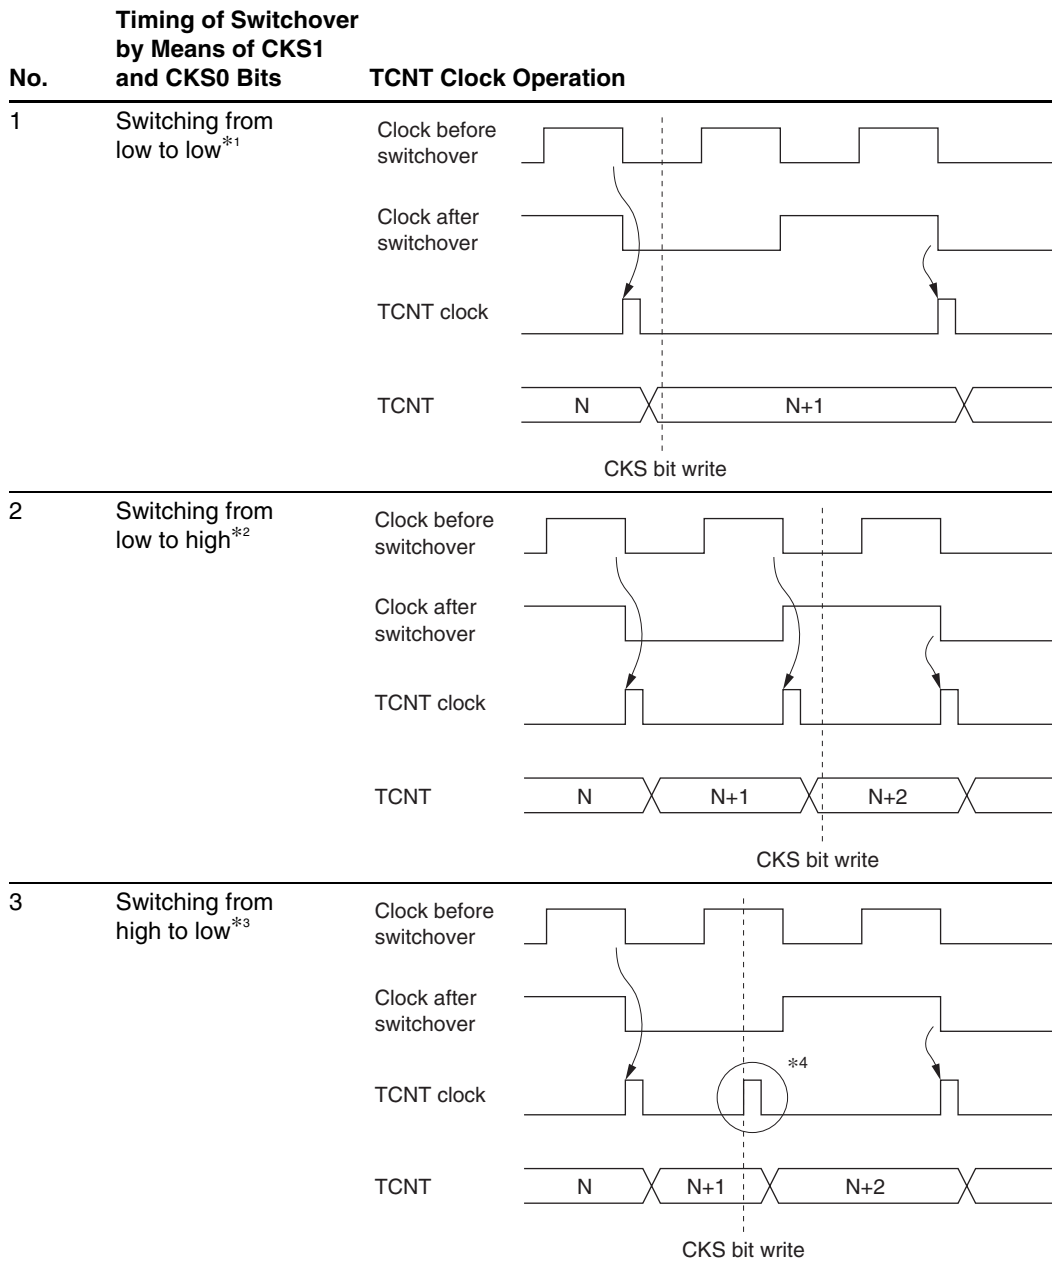 Timing of Switchover
by Means of CKS1
No. and CKS0 Bits TCNT Clock Operation
1 Switching from
low to low*1
Clock before
switchover
Clock after
switchover
TCNT clock
TCNT N N+1
CKS bit write
2 Switching from
low to high*2
Clock before
switchover
Clock after
switchover
TCNT clock
TCNT N N+1 N+2
CKS bit write
3 Switching from
high to low*3
Clock before
switchover
Clock after
switchover
*4
TCNT clock
TCNT N N+1 N+2
CKS bit write